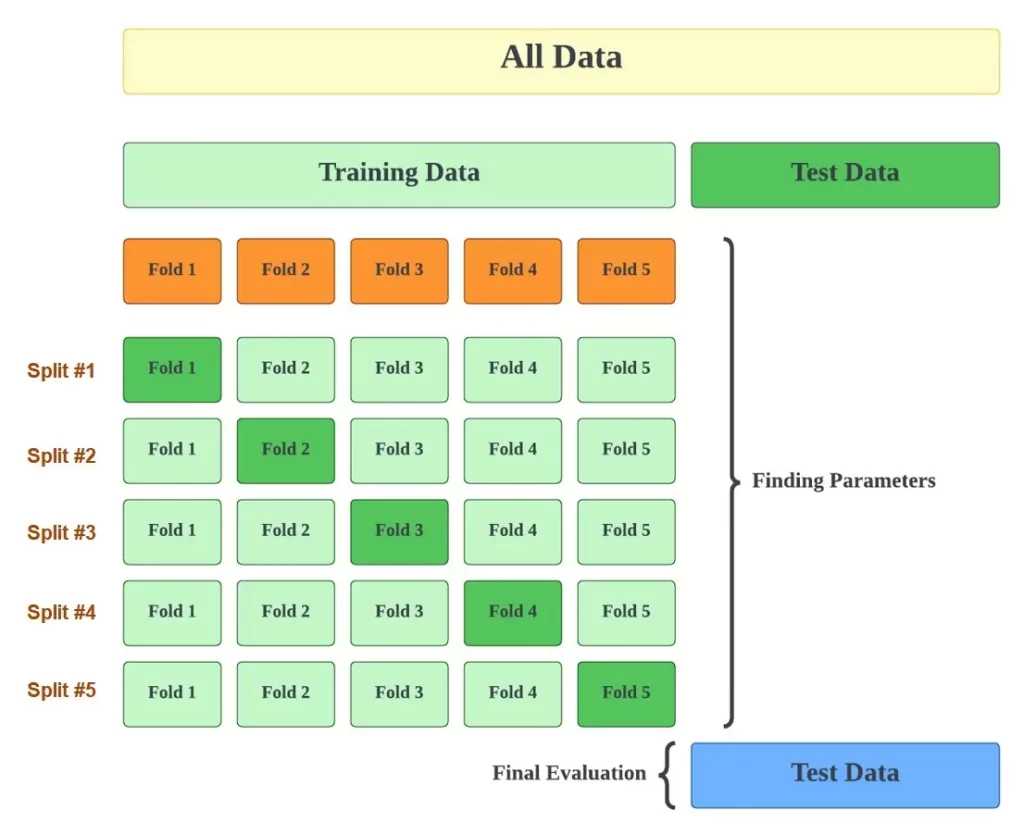 All Data
Training Data Test Data
Fold 1 Fold 2 Fold 3 Fold 4 Fold 5
Split #1 Fold 1 Fold 2 Fold 3 Fold 4 Fold 5
Split #2 Fold 1 Fold 2 Fold 3 Fold 4 Fold 5
Finding Parameters
Split #3 Fold 1 Fold 2 Fold 3 Fold 4 Fold 5
Split #4 Fold 1 Fold 2 Fold 3 Fold 4 Fold 5
Split #5 Fold 1 Fold 2 Fold 3 Fold 4 Fold 5
Final Evaluation Test Data